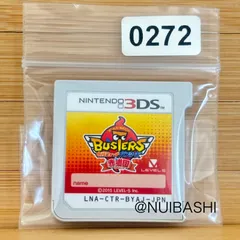 0272
NINTENDO 3DS
BUSTERS
LEVEL5
name
©2015 LEVEL-5 Inc.
LNA-CTR-BYAJ-JPN
@NUIBASHI